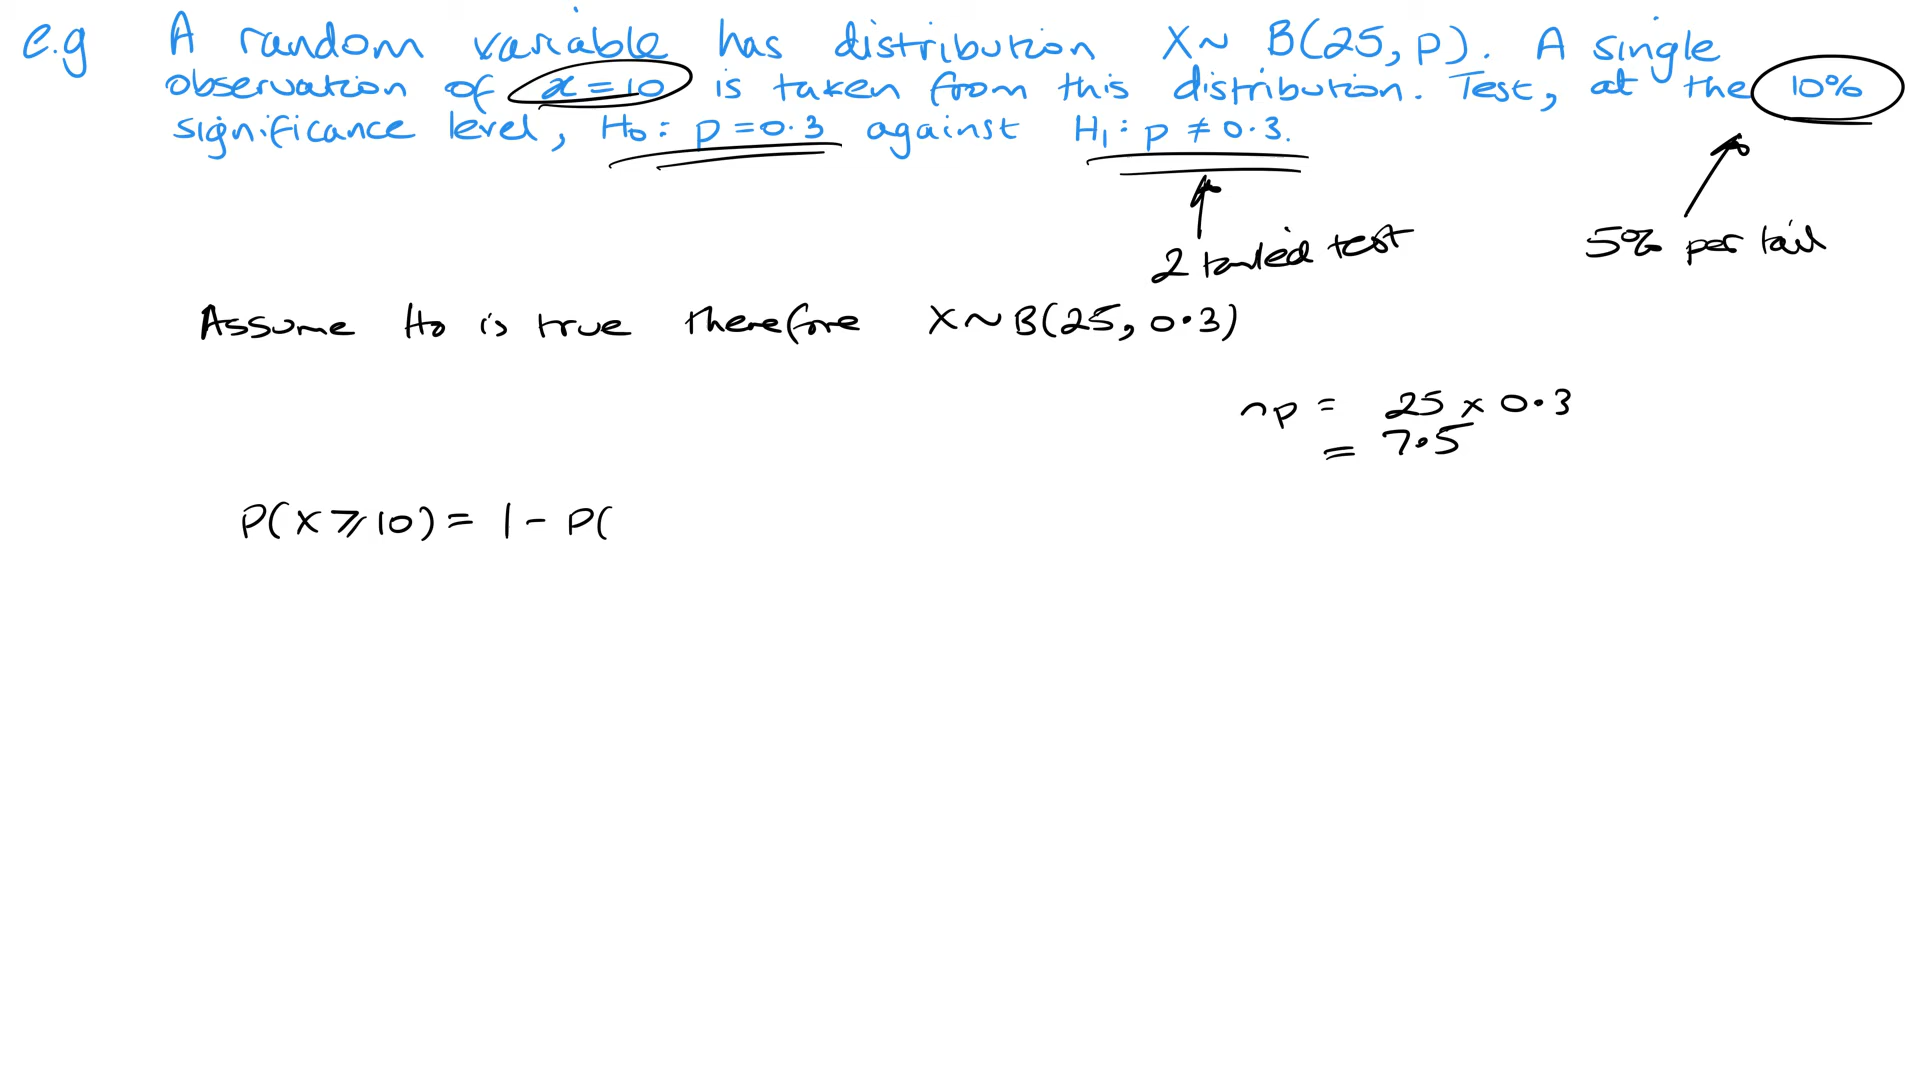 e.g A random variable has distribution X~ B(25, p). A single
observation of x = 10 is taken from this distribution. Test, at the 10%
significance level, H₀: p = 0.3 against H₁: p ≠ 0.3.
2 tailed test
5% per tail
Assume H₀ is true therefore X~B(25, 0.3)
np = 25 × 0.3
= 7.5
P(X ⩾ 10) = 1 - P(